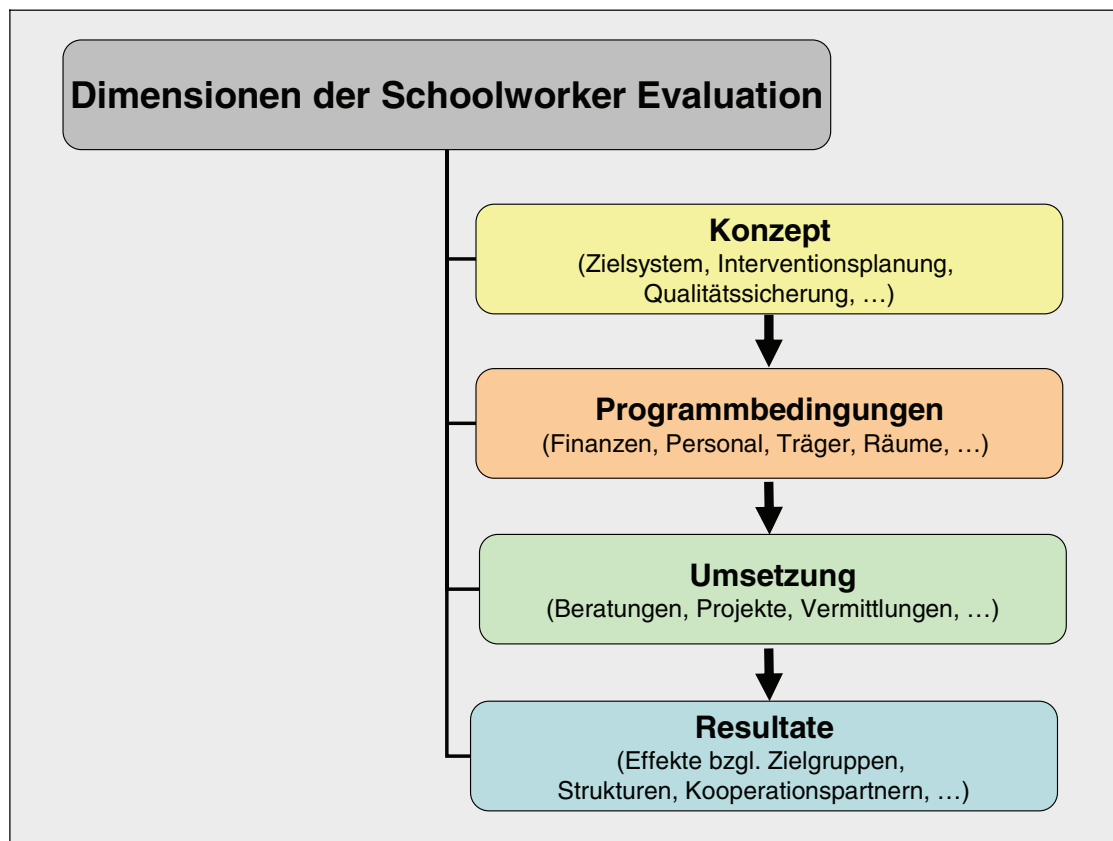 Dimensionen der Schoolworker Evaluation
Konzept
(Zielsystem, Interventionsplanung,
Qualitätssicherung, …)
Programmbedingungen
(Finanzen, Personal, Träger, Räume, …)
Umsetzung
(Beratungen, Projekte, Vermittlungen, …)
Resultate
(Effekte bzgl. Zielgruppen,
Strukturen, Kooperationspartnern, …)